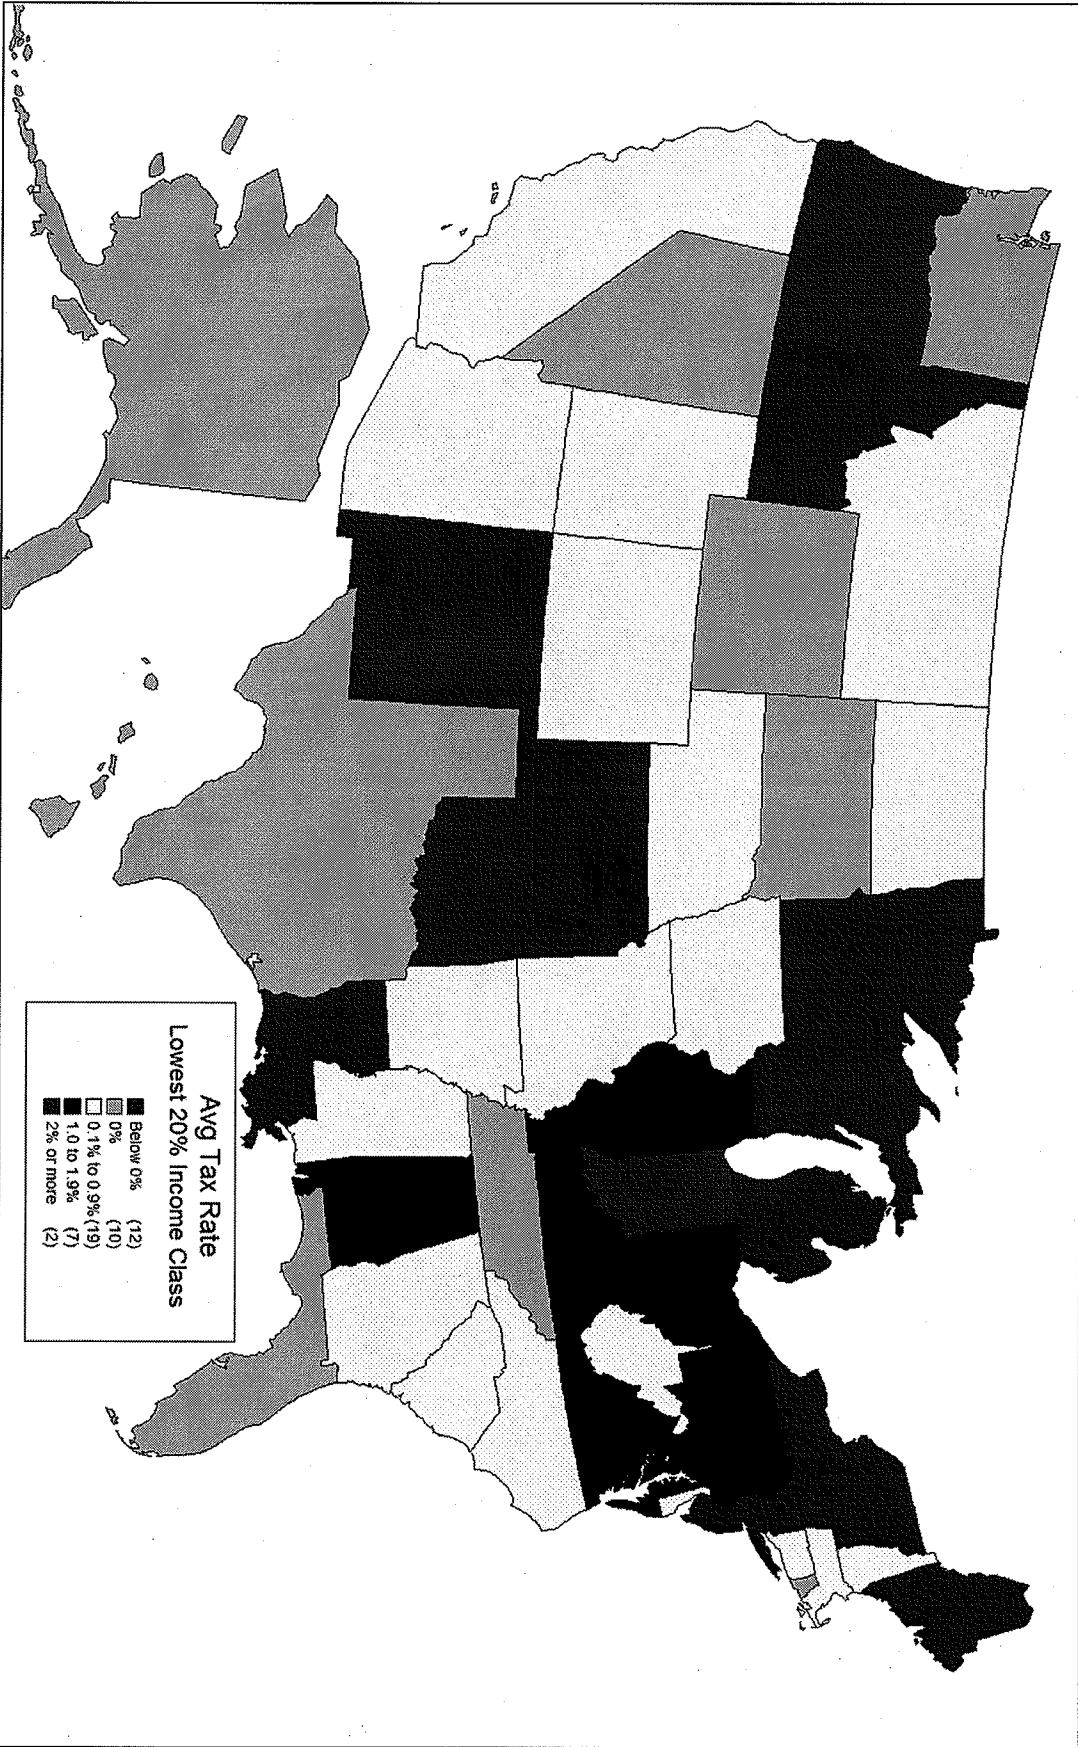 Avg Tax Rate
Lowest 20% Income Class
Below 0% (12)
0% (10)
0.1% to 0.9% (19)
1.0 to 1.9% (7)
2% or more (2)